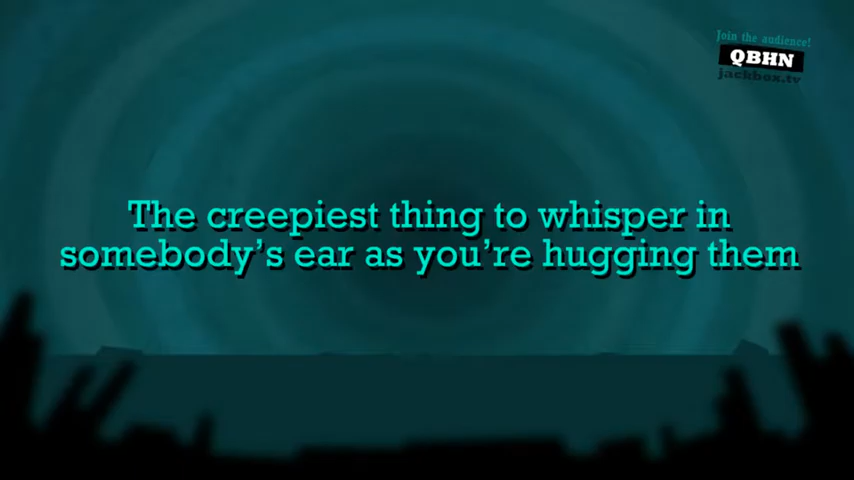 Join the audience!
QBHN
jackbox.tv
The creepiest thing to whisper in
somebody's ear as you're hugging them